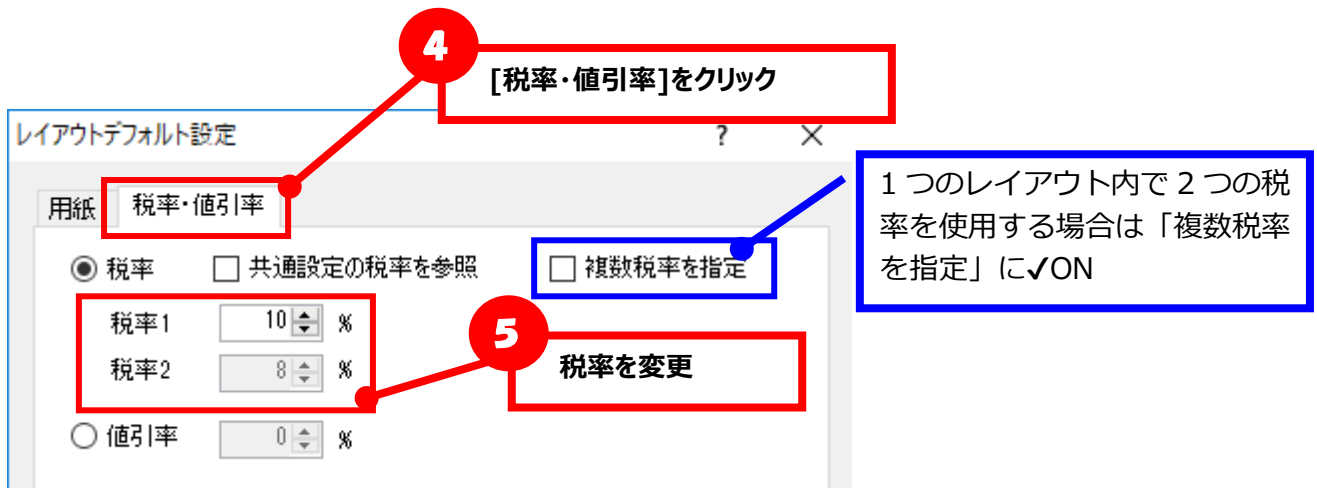 4
[税率・値引率]をクリック
レイアウトデフォルト設定
?
×
用紙
税率・値引率
1つのレイアウト内で2つの税
率を使用する場合は「複数税率
を指定」に✔ON
税率
共通設定の税率を参照
複数税率を指定
税率1 10 %
税率2 8 %
5
税率を変更
値引率 0 %